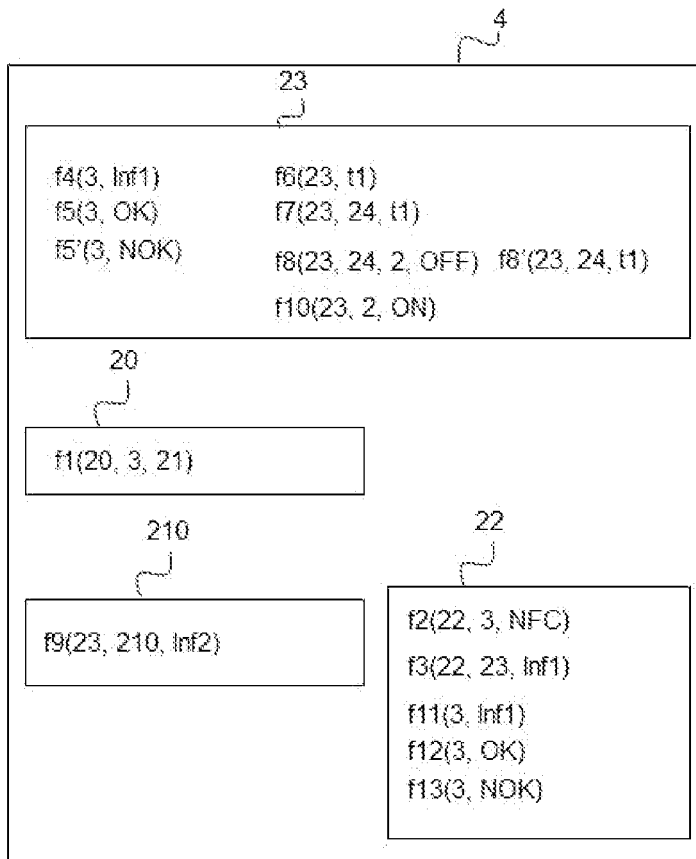 4
23
f4(3, Inf1) f6(23, t1)
f5(3, OK) f7(23, 24, t1)
f5'(3, NOK) f8(23, 24, 2, OFF) f8'(23, 24, t1)
f10(23, 2, ON)
20
f1(20, 3, 21)
210
22
f9(23, 210, Inf2)
f2(22, 3, NFC)
f3(22, 23, Inf1)
f11(3, Inf1)
f12(3, OK)
f13(3, NOK)